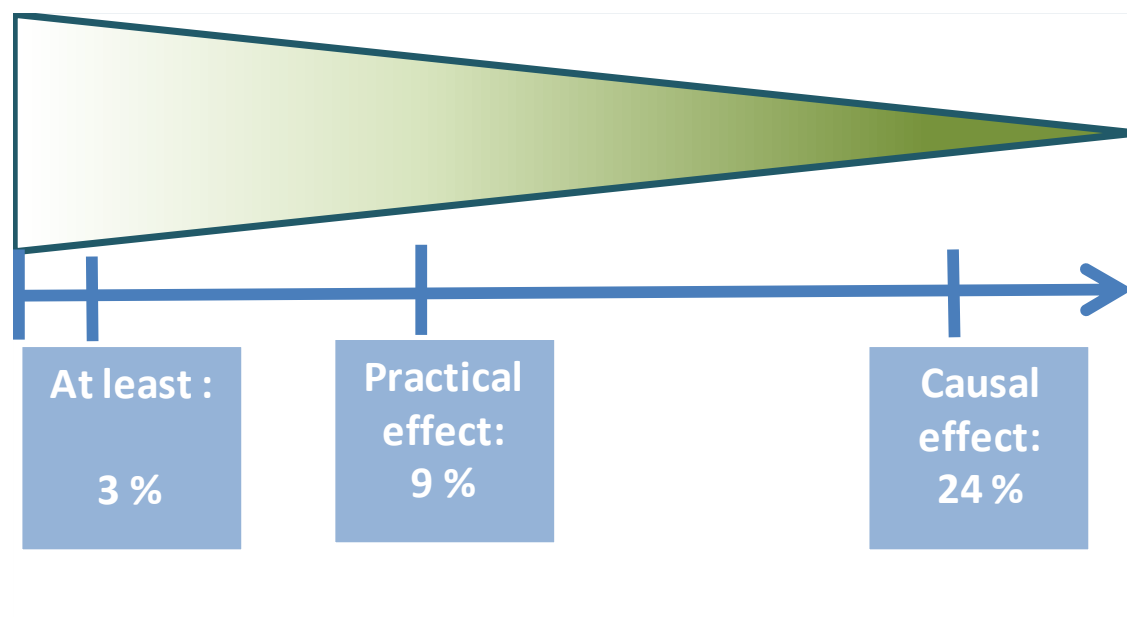 At least :
3 %
Practical
effect:
9 %
Causal
effect:
24 %